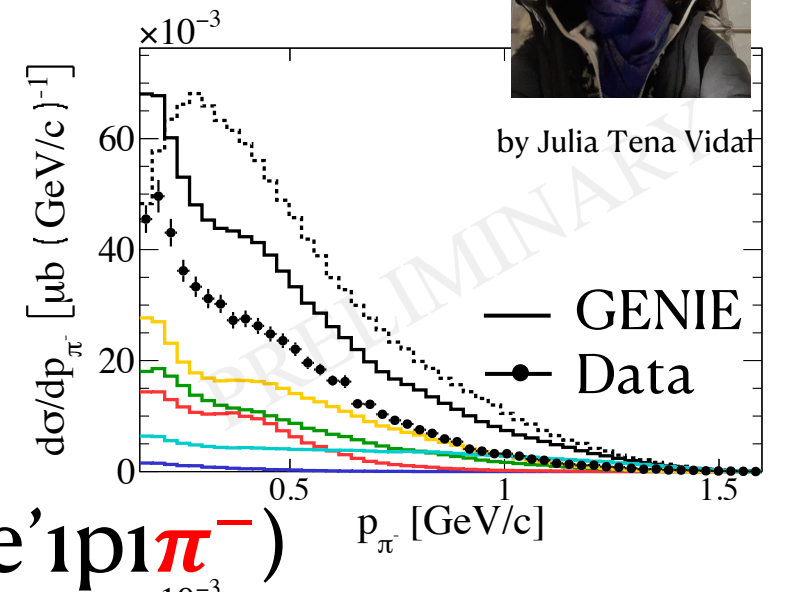 ×10⁻³
by Julia Tena Vidal
PRELIMINARY
dσ/dp_π⁻ [μb (GeV/c)⁻¹]
60
40
20
0
GENIE
Data
0.5
1
1.5
p_π⁻ [GeV/c]
e’1p1π⁻)